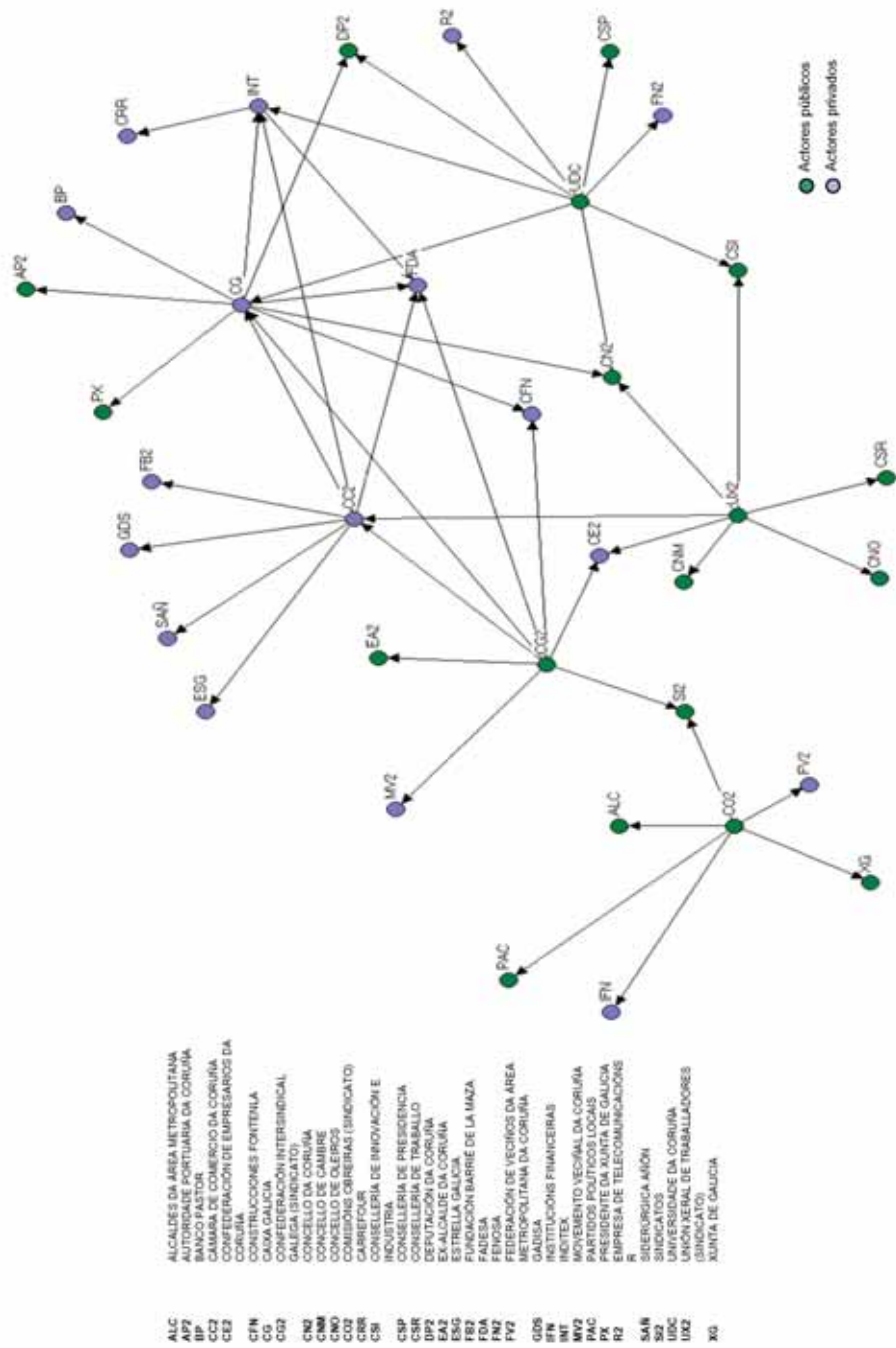 ALC ALCALDES DA ÁREA METROPOLITANA
AP2 AUTORIDADE PORTUARIA DA CORUÑA
BP BANCO PASTOR
CC2 CÁMARA DE COMERCIO DA CORUÑA
CE2 CONFEDERACIÓN DE EMPRESARIOS DA
CORUÑA
CFN CONSTRUCCIONES FONTENLA
CG CAIXA GALICIA
CG2 CONFEDERACIÓN INTERSINDICAL
GALEGA (SINDICATO)
CN2 CONCELLO DA CORUÑA
CNM CONCELLO DE CAMBRE
CNO CONCELLO DE OLEIROS
CO2 COMISIÓNS OBREIRAS (SINDICATO)
CRR CARREFOUR
CSI CONSELLERÍA DE INNOVACIÓN E
INDUSTRIA
CSP CONSELLERÍA DE PRESIDENCIA
CSR CONSELLERÍA DE TRABALLO
DP2 DEPUTACIÓN DA CORUÑA
EA2 EX-ALCALDE DA CORUÑA
ESG ESTRELLA GALICIA
FB2 FUNDACIÓN BARRIÉ DE LA MAZA
FDA FADESA
FN2 FENOSA
FV2 FEDERACIÓN DE VECIÑOS DA ÁREA
METROPOLITANA DA CORUÑA
GDS GADISA
IFN INSTITUCIÓNS FINANCEIRAS
INT INDITEX
MV2 MOVEMENTO VECIÑAL DA CORUÑA
PAC PARTIDOS POLÍTICOS LOCAIS
PX PRESIDENTE DA XUNTA DE GALICIA
R2 EMPRESA DE TELECOMUNICACIÓNS
R
SAÑ SIDERÚRGICA AÑÓN
SI2 SINDICATOS
UDC UNIVERSIDADE DA CORUÑA
UX2 UNIÓN XERAL DE TRABALLADORES
(SINDICATO)
XG XUNTA DE GALICIA
AP2
BP
CRR
PX
CG
INT
DP2
FB2
GDS
SAÑ
ESG
CC2
FDA
R2
CSP
FN2
UDC
CFN
CN2
CSI
EA2
MV2
CG2
CE2
CNM
UX2
CSR
CNO
SI2
ALC
CO2
FV2
PAC
IFN
XG
Actores públicos
Actores privados